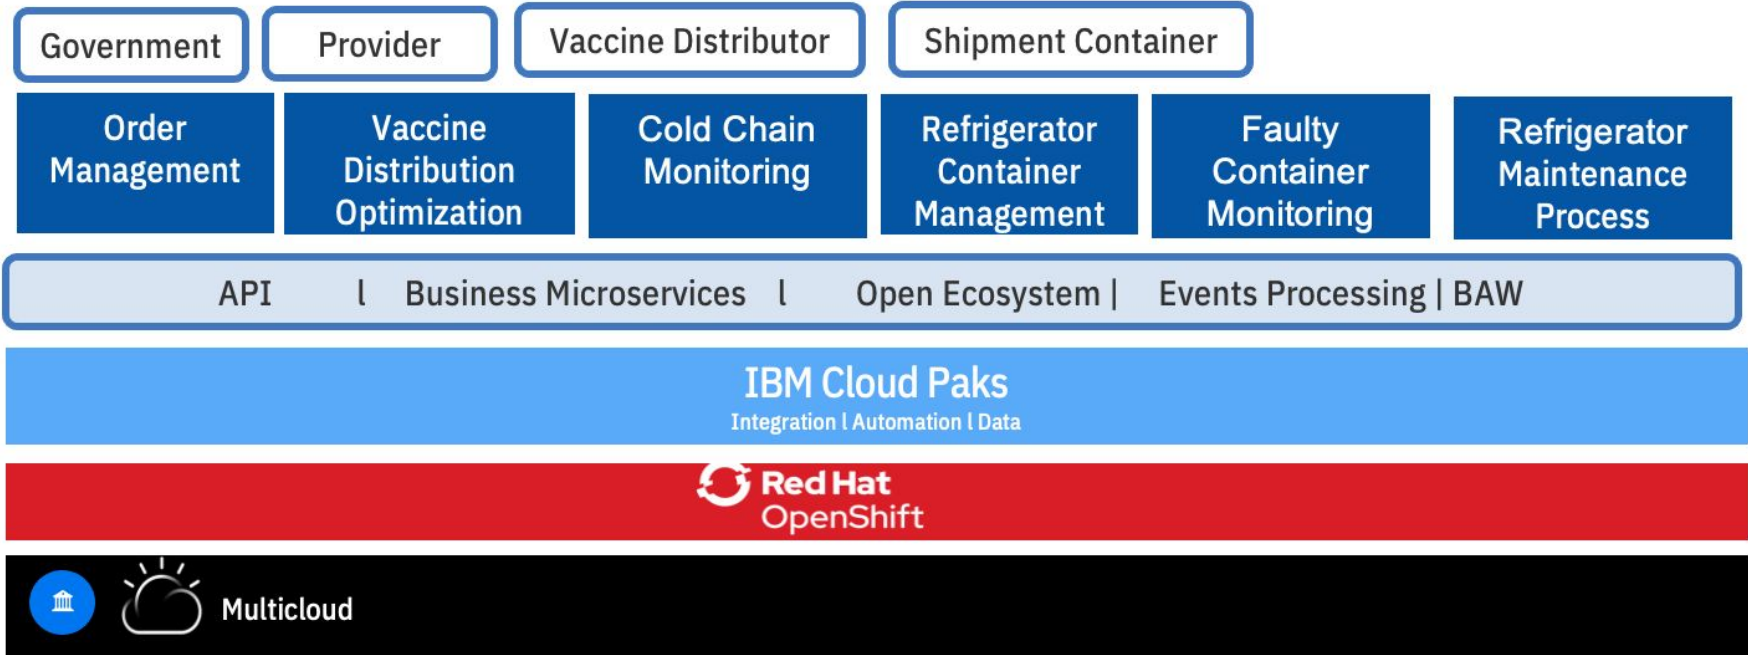 Government
Provider
Vaccine Distributor
Shipment Container
Order
Management
Vaccine
Distribution
Optimization
Cold Chain
Monitoring
Refrigerator
Container
Management
Faulty
Container
Monitoring
Refrigerator
Maintenance
Process
API l Business Microservices l Open Ecosystem | Events Processing | BAW
IBM Cloud Paks
Integration l Automation l Data
Red Hat
OpenShift
Multicloud